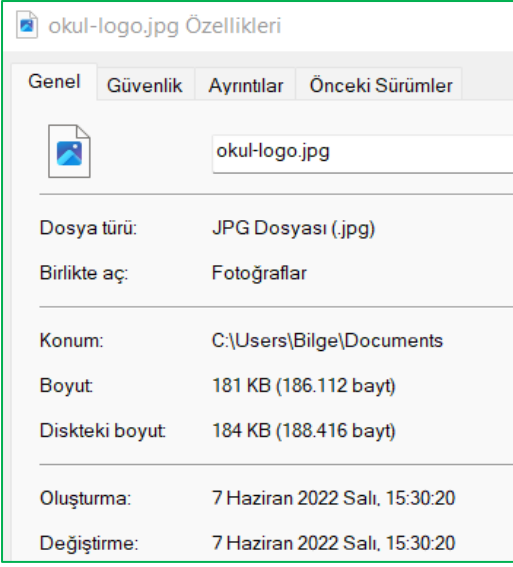 okul-logo.jpg Özellikleri
Genel Güvenlik Ayrıntılar Önceki Sürümler
okul-logo.jpg
Dosya türü: JPG Dosyası (.jpg)
Birlikte aç: Fotoğraflar
Konum: C:\Users\Bilge\Documents
Boyut: 181 KB (186.112 bayt)
Diskteki boyut: 184 KB (188.416 bayt)
Oluşturma: 7 Haziran 2022 Salı, 15:30:20
Değiştirme: 7 Haziran 2022 Salı, 15:30:20